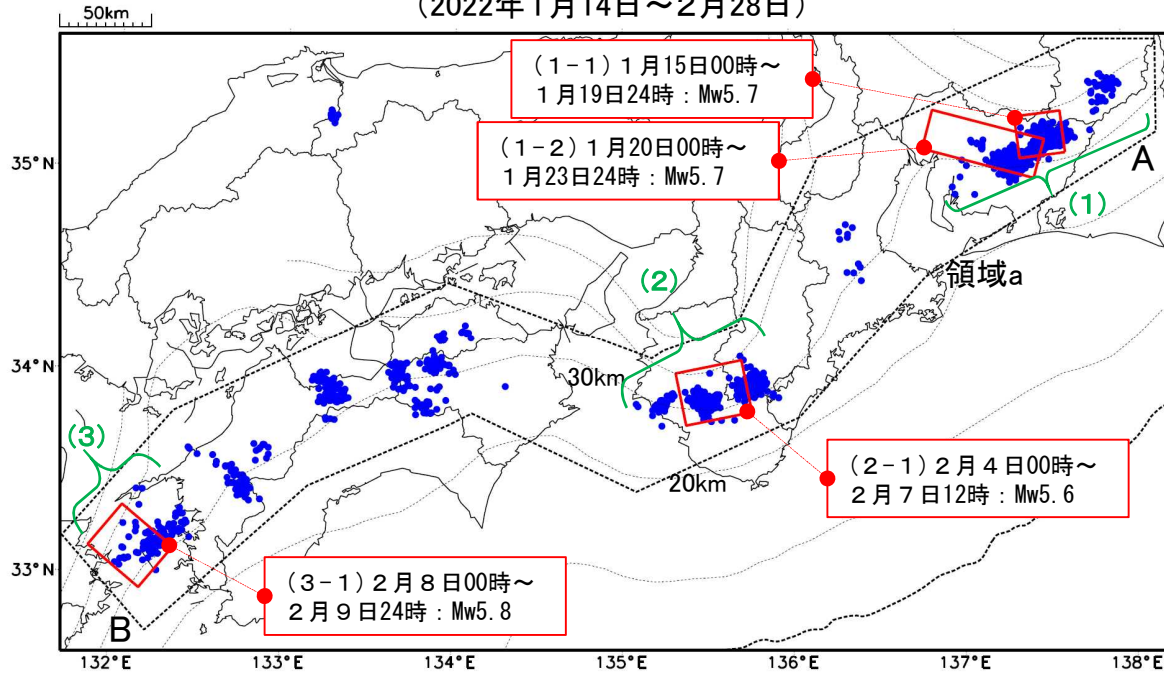 (2022年1月14日～2月28日)
50km
(1-1) 1月15日00時～
1月19日24時：Mw5.7
(1-2) 1月20日00時～
1月23日24時：Mw5.7
35°N
A
(1)
領域a
(2)
34°N
30km
(3)
20km
(2-1) 2月4日00時～
2月7日12時：Mw5.6
33°N
(3-1) 2月8日00時～
2月9日24時：Mw5.8
B
132°E
133°E
134°E
135°E
136°E
137°E
138°E